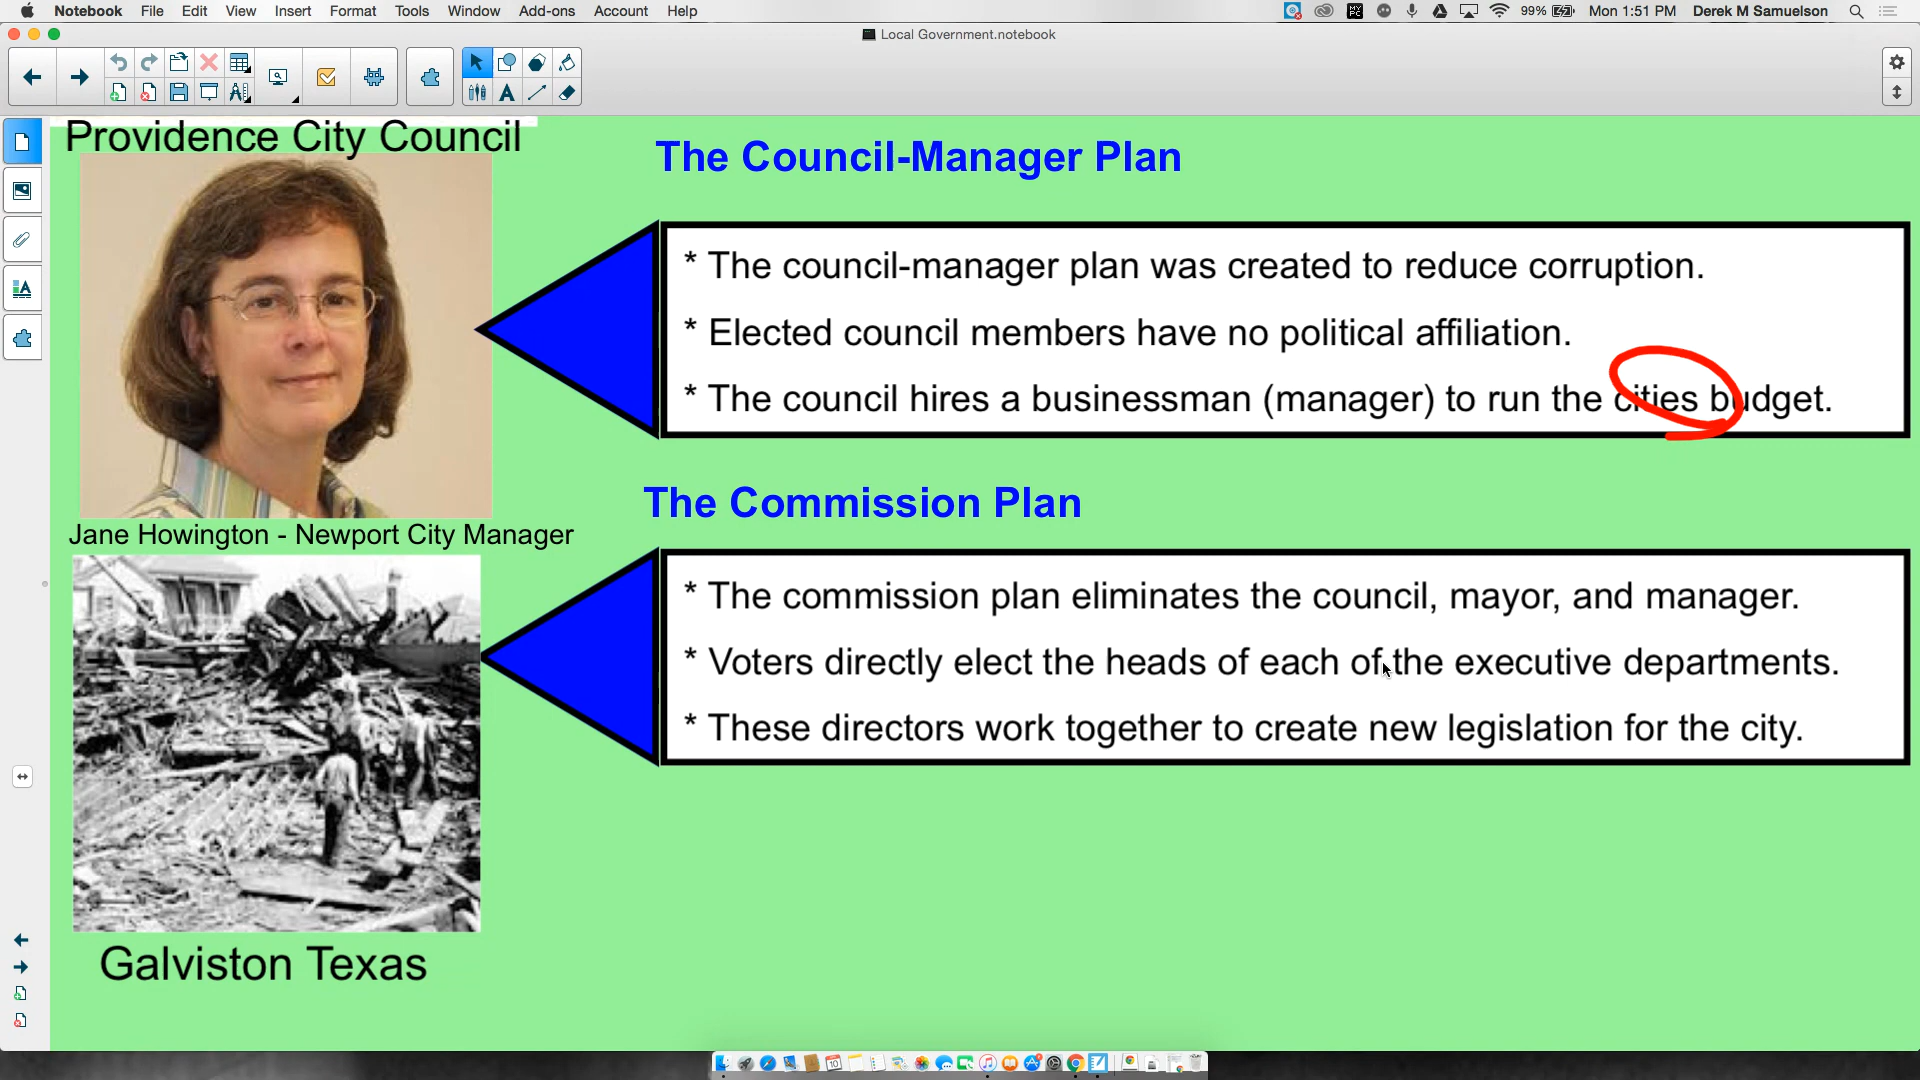 Notebook File Edit View Insert Format Tools Window Add-ons Account Help 99% Mon 1:51 PM Derek M Samuelson
Local Government.notebook
Providence City Council
The Council-Manager Plan
* The council-manager plan was created to reduce corruption.
* Elected council members have no political affiliation.
* The council hires a businessman (manager) to run the cities budget.
Jane Howington - Newport City Manager
The Commission Plan
* The commission plan eliminates the council, mayor, and manager.
* Voters directly elect the heads of each of the executive departments.
* These directors work together to create new legislation for the city.
Galviston Texas